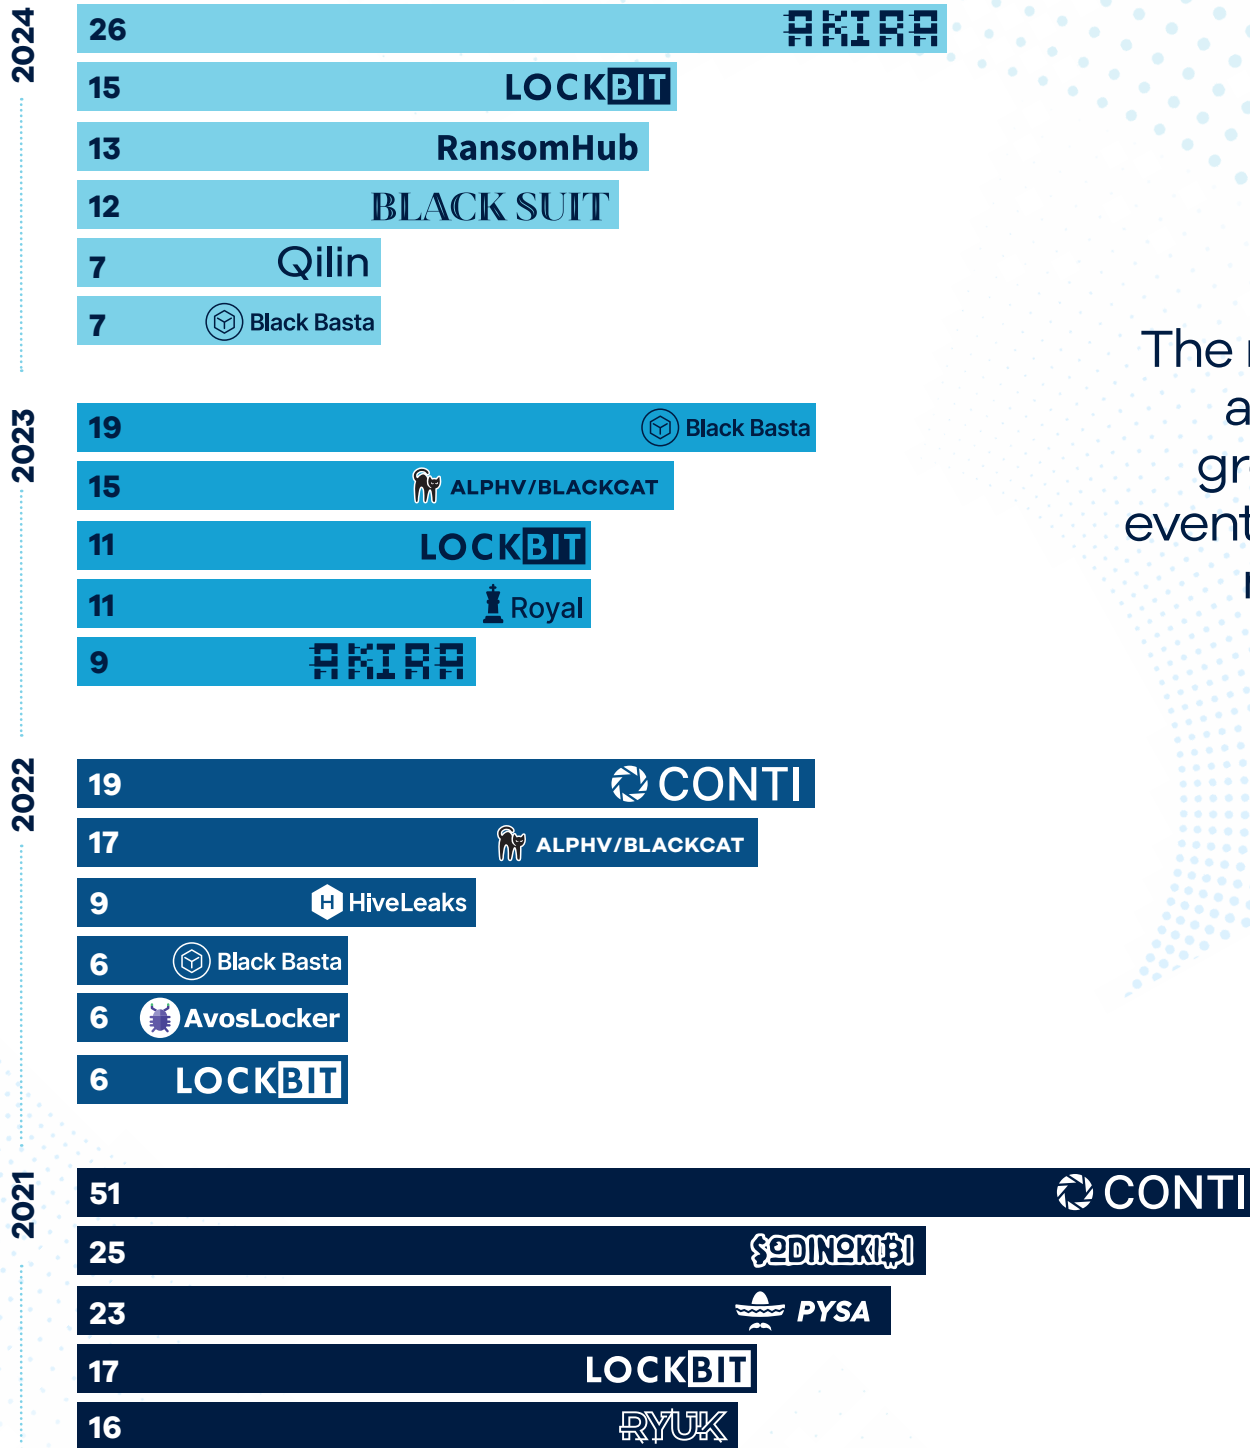 2024
26 AKIRA
15 LOCKBIT
13 RansomHub
12 BLACK SUIT
7 Qilin
7 Black Basta
The
a
gr
event
2023
19 Black Basta
15 ALPHV/BLACKCAT
11 LOCKBIT
11 Royal
9 AKIRA
2022
19 CONTI
17 ALPHV/BLACKCAT
9 H HiveLeaks
6 Black Basta
6 AvosLocker
6 LOCKBIT
2021
51 CONTI
25 SODINOKIBI
23 PYSA
17 LOCKBIT
16 RYUK